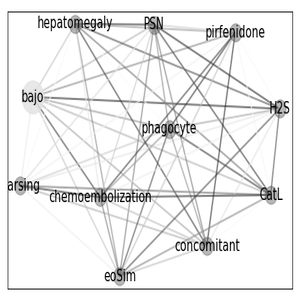 hepatomegaly
PSN
pirfenidone
bajo
H2S
phagocyte
arsing
chemoembolization
CatL
concomitant
eoSim